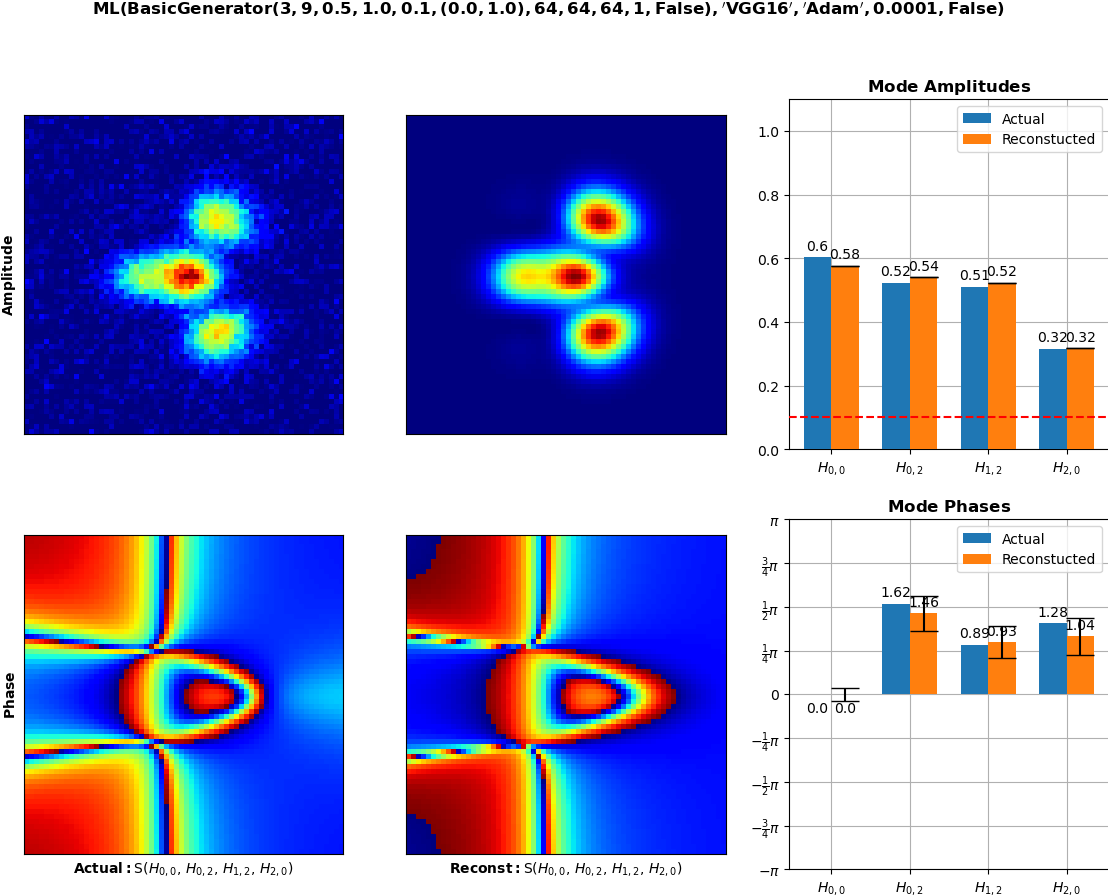 ML(BasicGenerator(3, 9, 0.5, 1.0, 0.1, (0.0, 1.0), 64, 64, 64, 1, False), ′VGG16′, ′Adam′, 0.0001, False)
Amplitude
Mode Amplitudes
Actual
Reconstucted
1.0
0.8
0.6
0.4
0.2
0.0
0.6 0.58 0.52 0.54 0.51 0.52 0.32 0.32
H0,0 H0,2 H1,2 H2,0
Phase
Actual: S(H0,0, H0,2, H1,2, H2,0)
Reconst: S(H0,0, H0,2, H1,2, H2,0)
Mode Phases
Actual
Reconstucted
π
3/4π
1/2π
1/4π
0
−1/4π
−1/2π
−3/4π
−π
0.0 0.0 1.62 1.46 0.89 0.93 1.28 1.04
H0,0 H0,2 H1,2 H2,0